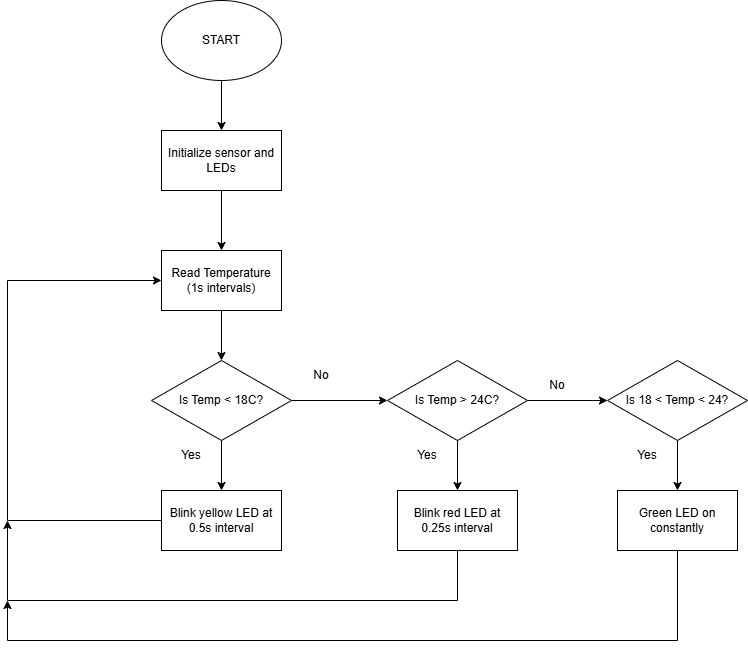 START
Initialize sensor and
LEDs
Read Temperature
(1s intervals)
No
No
Is Temp < 18C?
Is Temp > 24C?
Is 18 < Temp < 24?
Yes
Yes
Yes
Blink yellow LED at
0.5s interval
Blink red LED at
0.25s interval
Green LED on
constantly